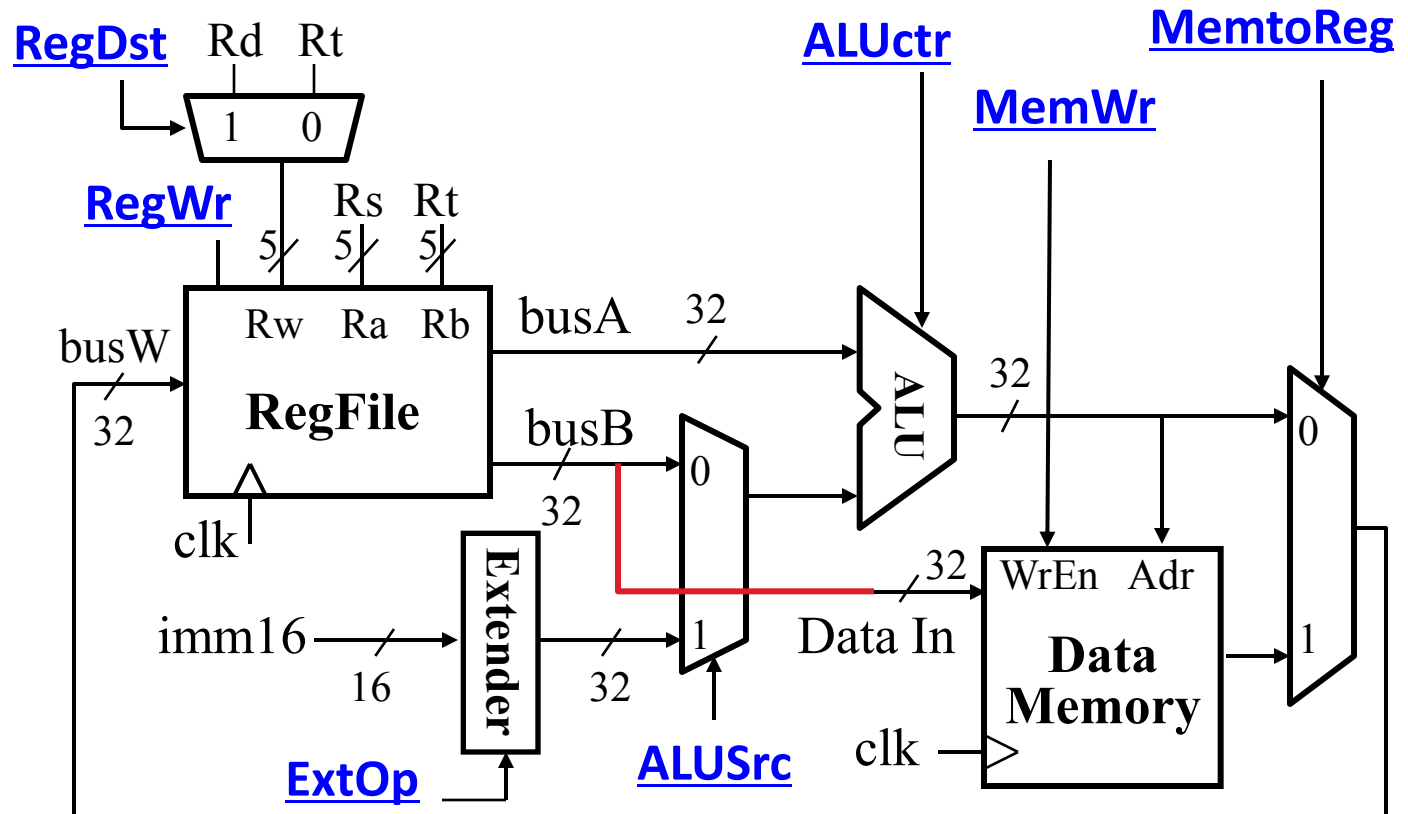 RegDst
Rd
Rt
ALUctr
MemtoReg
MemWr
1
0
RegWr
Rs
Rt
5
5
5
Rw
Ra
Rb
busW
32
RegFile
clk
busA
32
busB
32
ALU
32
0
1
0
1
imm16
16
Extender
32
ExtOp
ALUSrc
32
Data In
WrEn
Adr
Data
Memory
clk